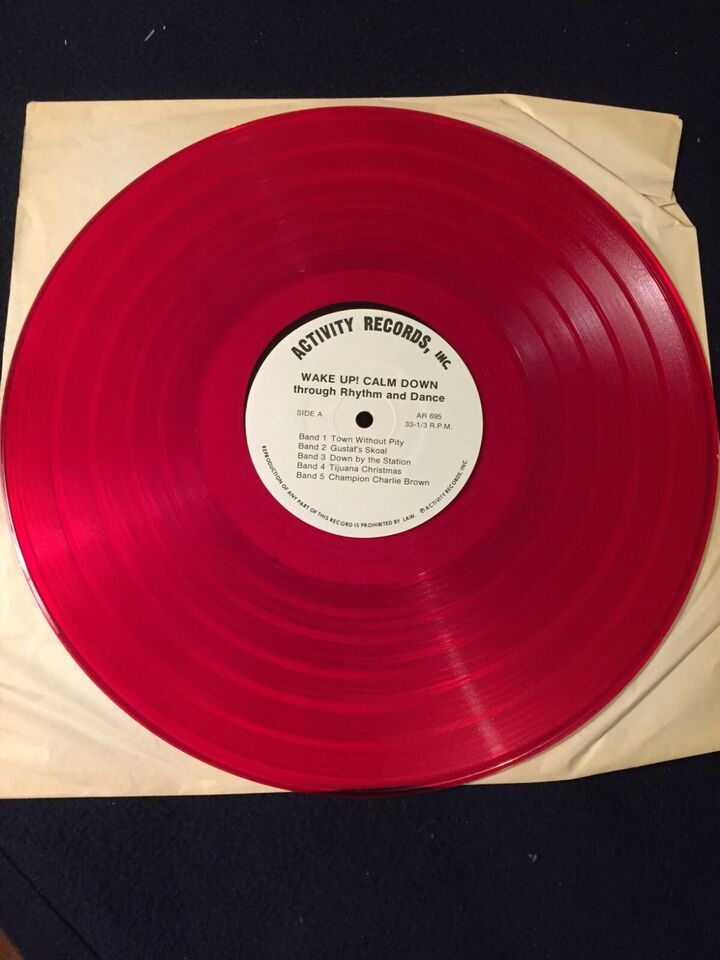 ACTIVITY RECORDS, INC.
WAKE UP! CALM DOWN
through Rhythm and Dance
SIDE A
AR 695
33-1/3 R.P.M.
Band 1 Town Without Pity
Band 2 Gustaf's Skoal
Band 3 Down by the Station
Band 4 Tijuana Christmas
Band 5 Champion Charlie Brown
REPRODUCTION OF ANY PART OF THIS RECORD IS PROHIBITED BY LAW. ©ACTIVITY RECORDS, INC.